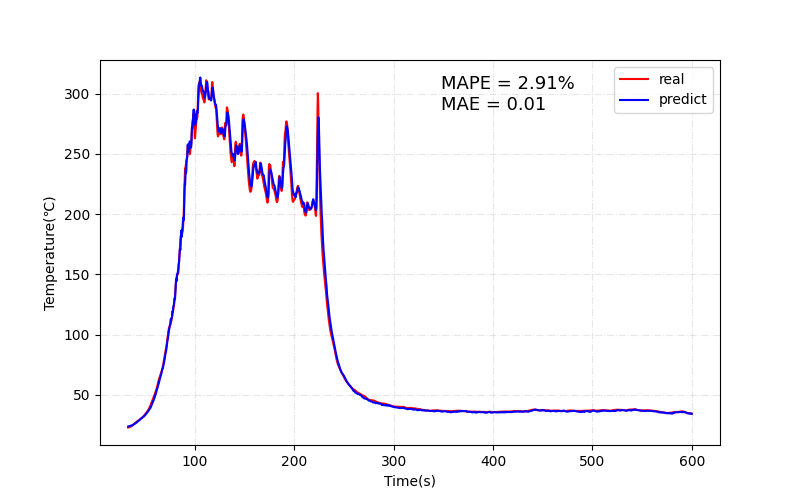 MAPE = 2.91%
MAE = 0.01
real
predict
Temperature(℃)
300
250
200
150
100
50
100 200 300 400 500 600
Time(s)